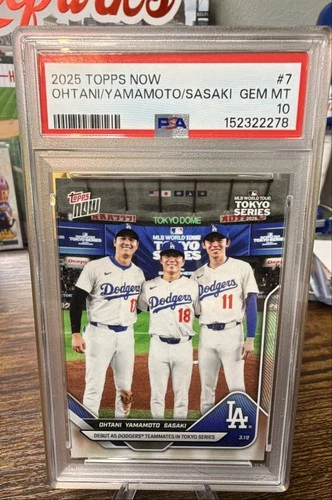 2025 TOPPS NOW #7
OHTANI/YAMAMOTO/SASAKI GEM MT
10
PSA
152322278
TOPPS
NOW
MLB WORLD TOUR
TOKYO
SERIES
TOKYO DOME
MLB WORLD TOUR
TOKYO
SERIES
Dodgers
17
Dodgers
18
Dodgers
11
OHTANI YAMAMOTO SASAKI
DEBUT AS DODGERS TEAMMATES IN TOKYO SERIES
LA
3.18